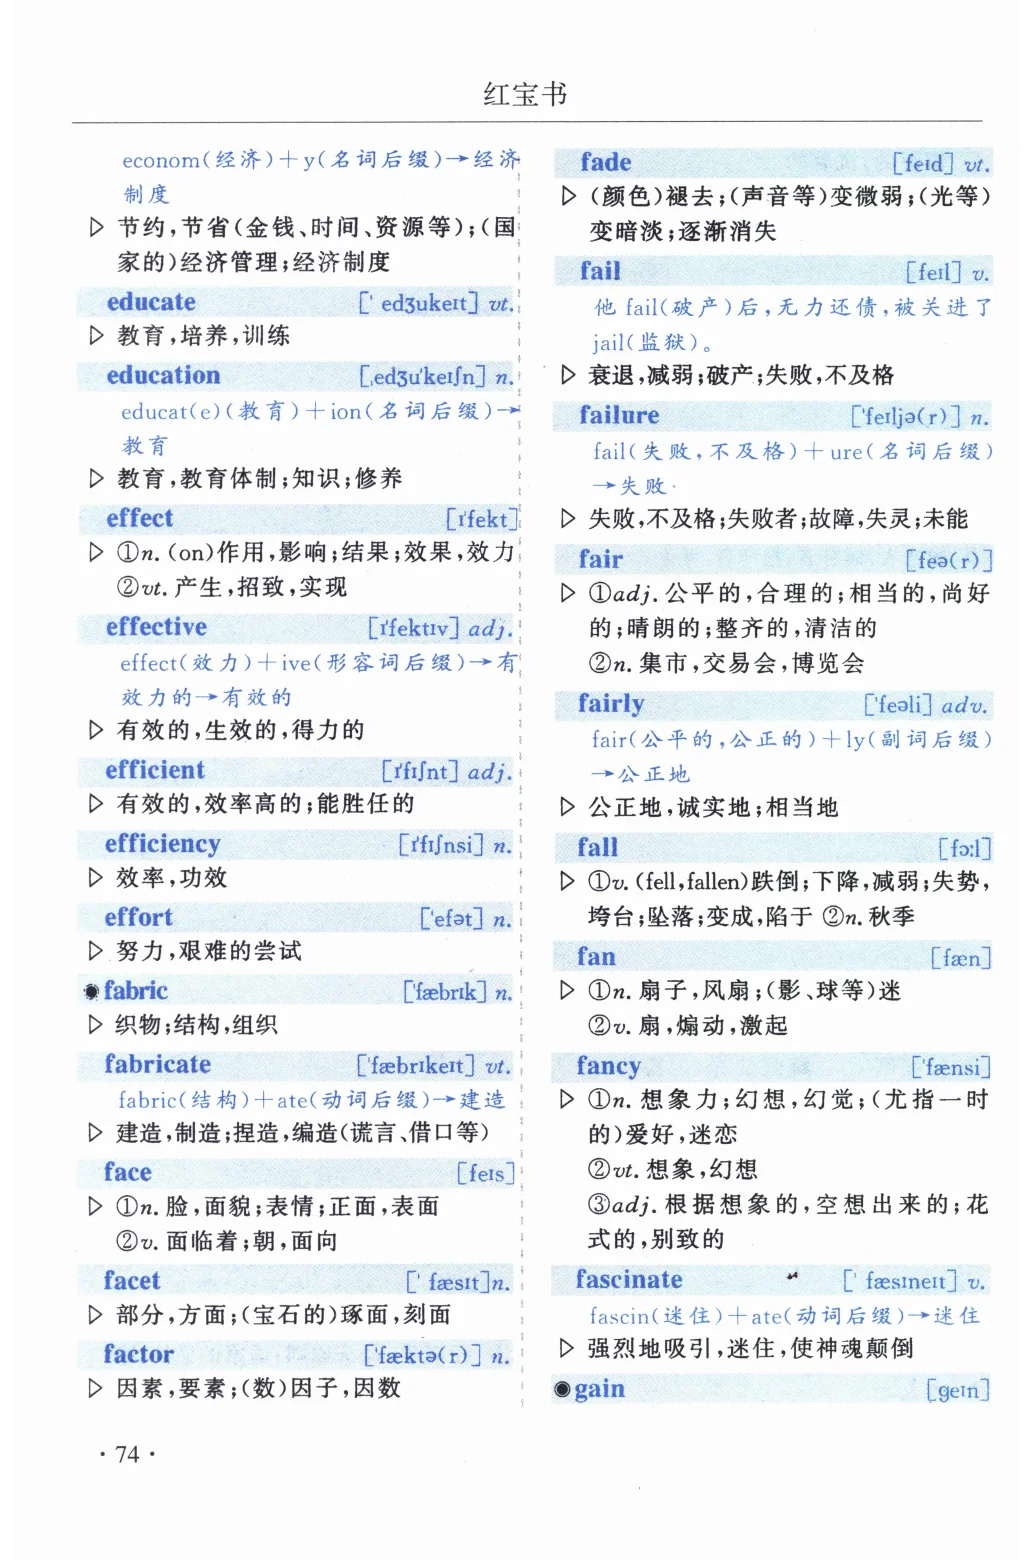 红宝书
econom(经济)＋y(名词后缀)→经济
制度
▷ 节约,节省(金钱、时间、资源等);(国
家的)经济管理;经济制度
educate [ˈedʒukeɪt] vt.
▷ 教育,培养,训练
education [ˌedʒuˈkeɪʃn] n.
educat(e)(教育)＋ion(名词后缀)→
教育
▷ 教育,教育体制;知识;修养
effect [ɪˈfekt]
▷ ①n. (on)作用,影响;结果;效果,效力
②vt. 产生,招致,实现
effective [ɪˈfektɪv] adj.
effect(效力)＋ive(形容词后缀)→有
效力的→有效的
▷ 有效的,生效的,得力的
efficient [ɪˈfɪʃnt] adj.
▷ 有效的,效率高的;能胜任的
efficiency [ɪˈfɪʃnsi] n.
▷ 效率,功效
effort [ˈefət] n.
▷ 努力,艰难的尝试
◉fabric [ˈfæbrɪk] n.
▷ 织物;结构,组织
fabricate [ˈfæbrɪkeɪt] vt.
fabric(结构)＋ate(动词后缀)→建造
▷ 建造,制造;捏造,编造(谎言、借口等)
face [feɪs]
▷ ①n. 脸,面貌;表情;正面,表面
②v. 面临着;朝,面向
facet [ˈfæsɪt]n.
▷ 部分,方面;(宝石的)琢面,刻面
factor [ˈfæktə(r)] n.
▷ 因素,要素;(数)因子,因数
fade [feɪd] vt.
▷ (颜色)褪去;(声音等)变微弱;(光等)
变暗淡;逐渐消失
fail [feɪl] v.
他 fail(破产)后,无力还债,被关进了
jail(监狱)。
▷ 衰退,减弱;破产;失败,不及格
failure [ˈfeɪljə(r)] n.
fail(失败,不及格)＋ure(名词后缀)
→失败
▷ 失败,不及格;失败者;故障,失灵;未能
fair [feə(r)]
▷ ①adj. 公平的,合理的;相当的,尚好
的;晴朗的;整齐的,清洁的
②n. 集市,交易会,博览会
fairly [ˈfeəli] adv.
fair(公平的,公正的)＋ly(副词后缀)
→公正地
▷ 公正地,诚实地;相当地
fall [fɔːl]
▷ ①v. (fell,fallen)跌倒;下降,减弱;失势,
垮台;坠落;变成,陷于 ②n. 秋季
fan [fæn]
▷ ①n. 扇子,风扇;(影、球等)迷
②v. 扇,煽动,激起
fancy [ˈfænsi]
▷ ①n. 想象力;幻想,幻觉;(尤指一时
的)爱好,迷恋
②vt. 想象,幻想
③adj. 根据想象的,空想出来的;花
式的,别致的
fascinate [ˈfæsɪneɪt] v.
fascin(迷住)＋ate(动词后缀)→迷住
▷ 强烈地吸引,迷住,使神魂颠倒
◉gain [geɪn]
· 74 ·